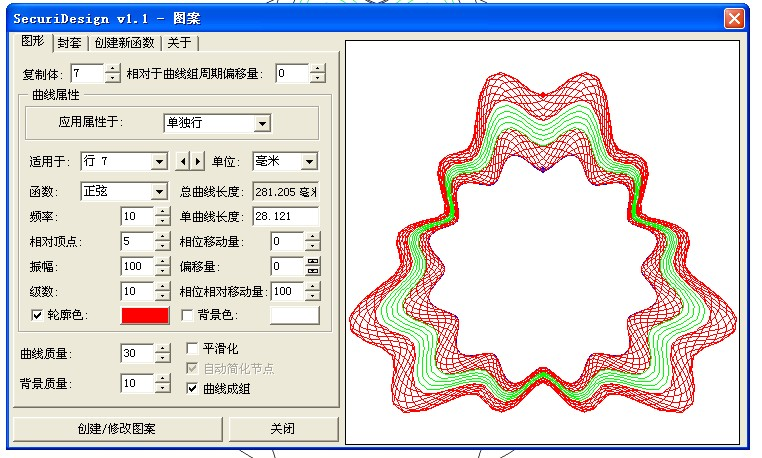 SecuriDesign v1.1 - 图案
图形 封套 创建新函数 关于
复制体: 7 相对于曲线组周期偏移量: 0
曲线属性
应用属性于: 单独行
适用于: 行 7 单位: 毫米
函数: 正弦 总曲线长度: 281.205 毫米
频率: 10 单曲线长度: 28.121
相对顶点: 5 相位移动量: 0
振幅: 100 偏移量: 0
级数: 10 相位相对移动量: 100
轮廓色: 背景色:
曲线质量: 30 平滑化
自动简化节点
背景质量: 10 曲线成组
创建/修改图案 关闭